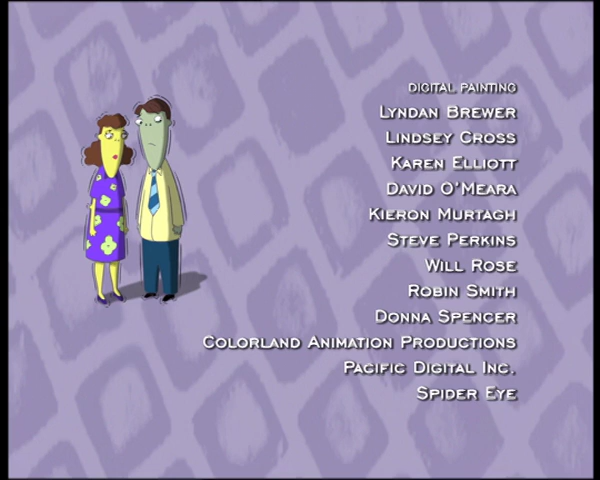 DIGITAL PAINTING
LYNDAN BREWER
LINDSEY CROSS
KAREN ELLIOTT
DAVID O'MEARA
KIERON MURTAGH
STEVE PERKINS
WILL ROSE
ROBIN SMITH
DONNA SPENCER
COLORLAND ANIMATION PRODUCTIONS
PACIFIC DIGITAL INC.
SPIDER EYE